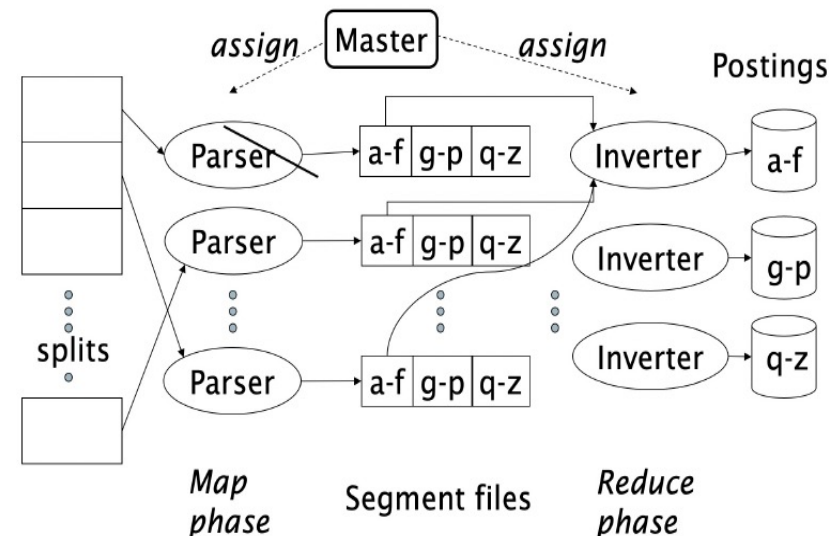 assign
Master
assign
Postings
Parser
a-f g-p q-z
Inverter
a-f
Parser
a-f g-p q-z
Inverter
g-p
splits
Parser
a-f g-p q-z
Inverter
q-z
Map
phase
Segment files
Reduce
phase